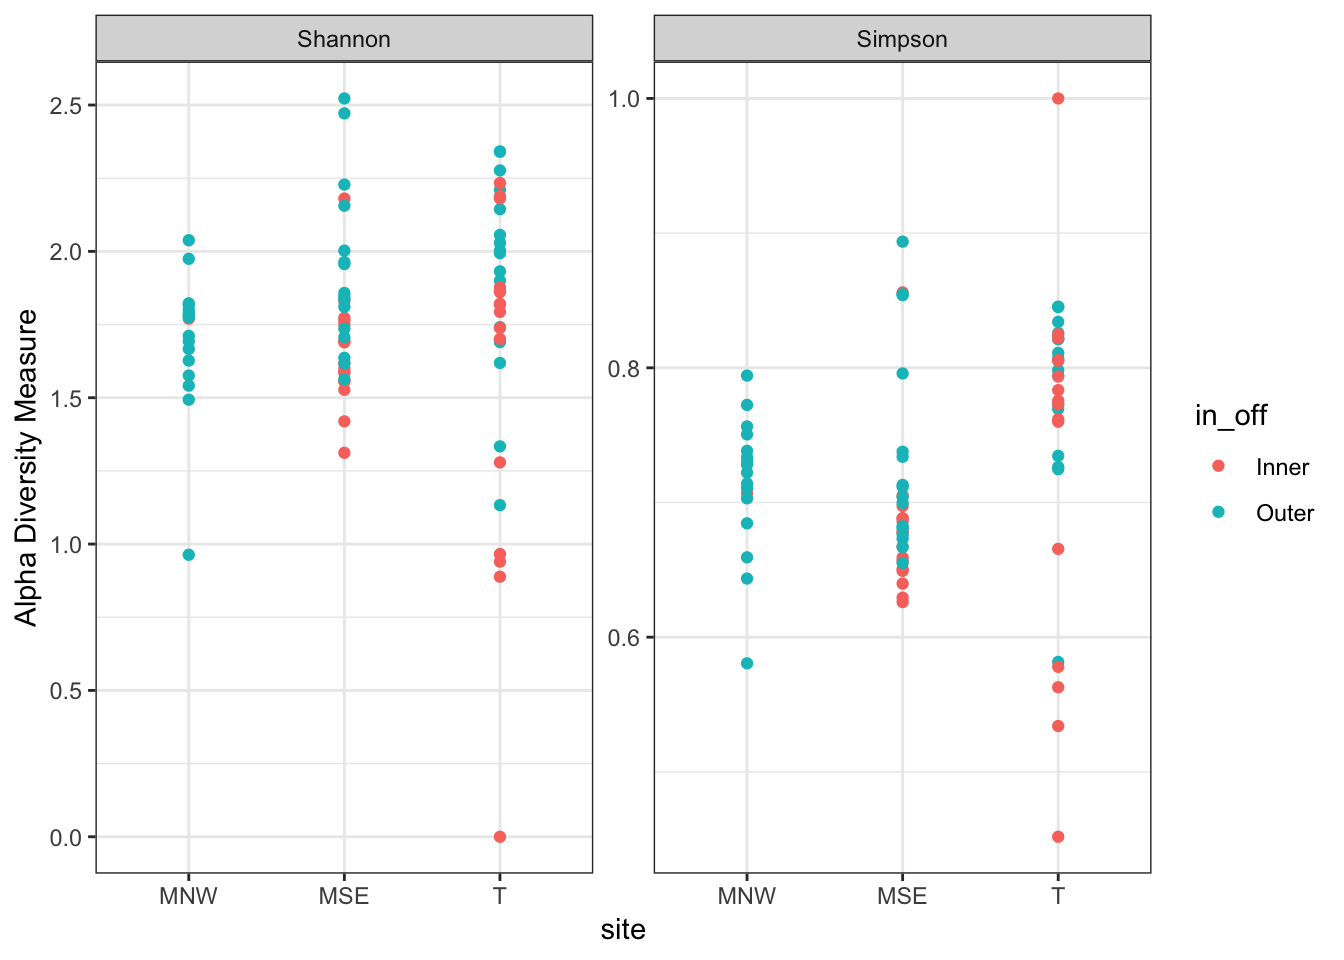 Shannon
Simpson
Alpha Diversity Measure
2.5
2.0
1.5
1.0
0.5
0.0
1.0
0.8
0.6
MNW
MSE
T
MNW
MSE
T
site
in_off
Inner
Outer